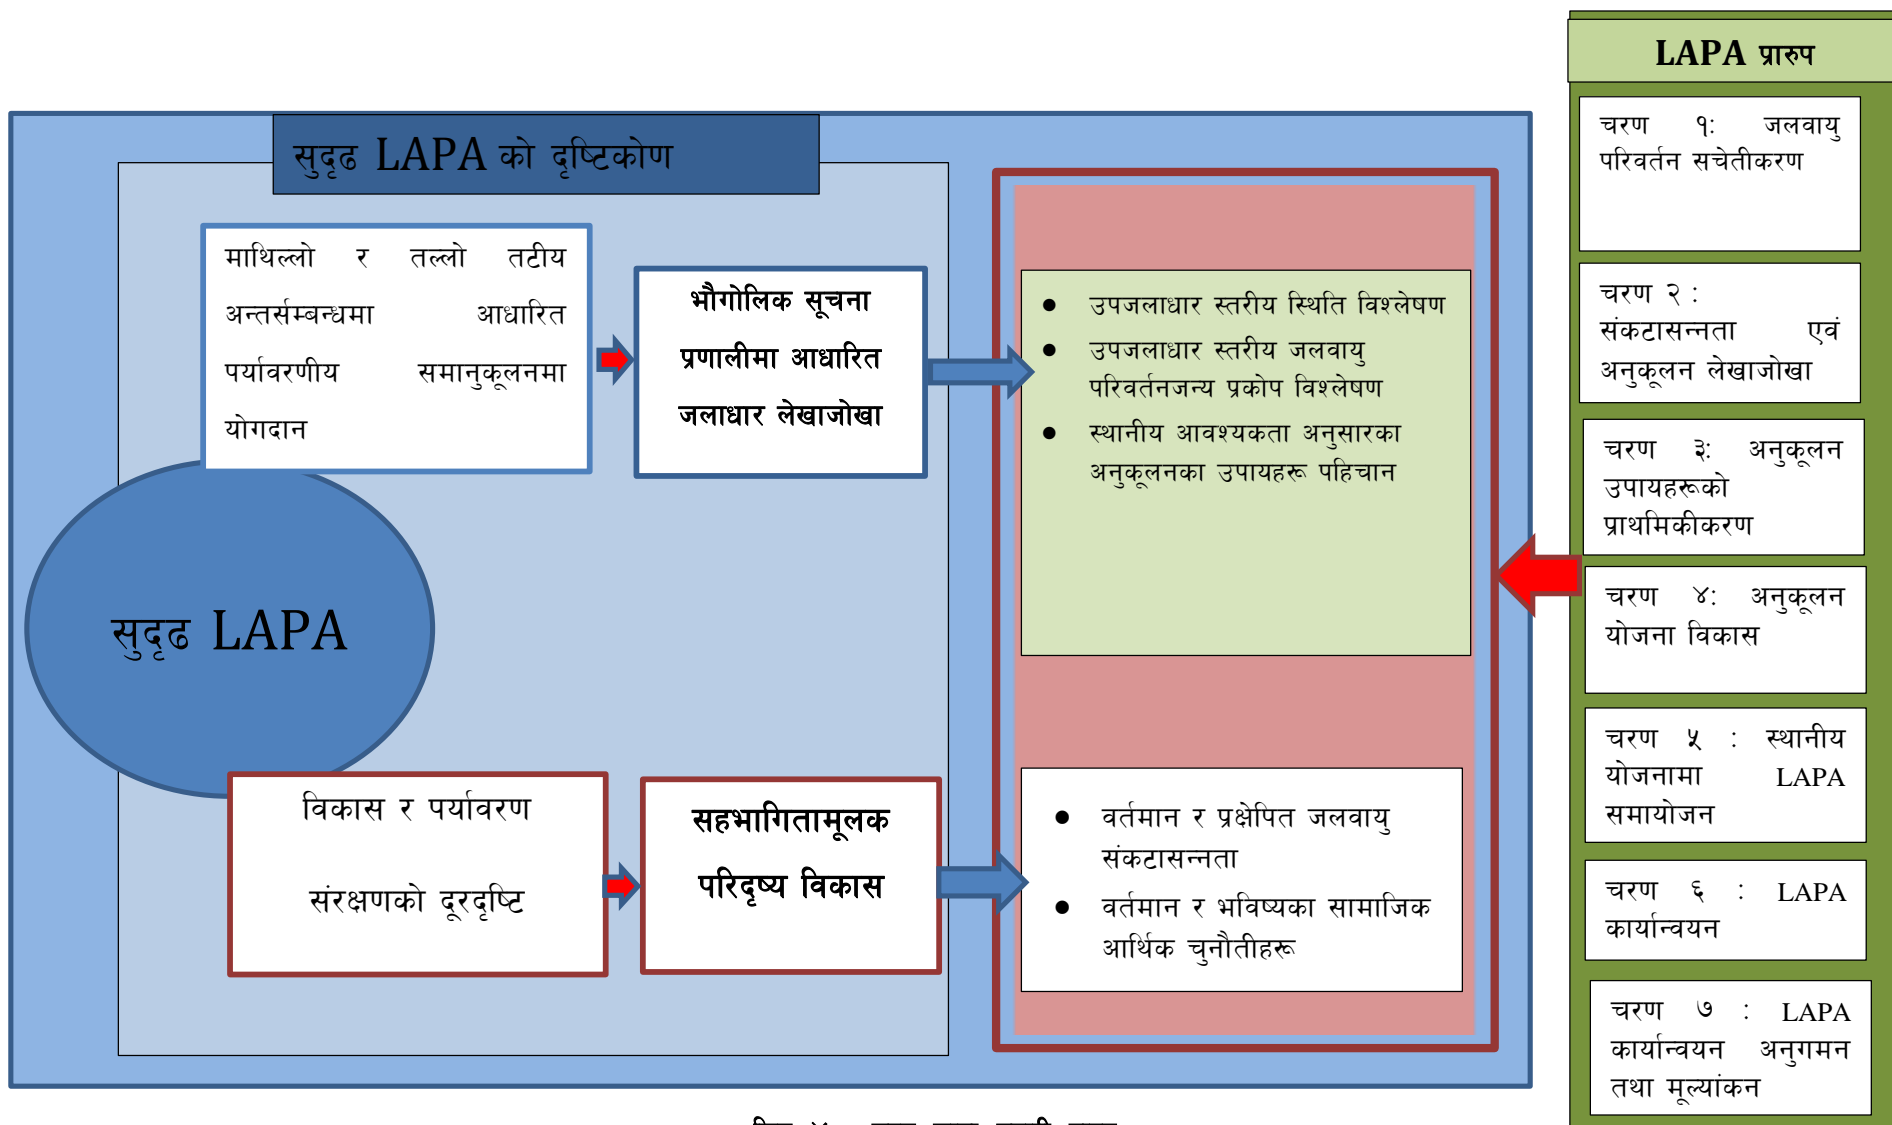 LAPA प्रारुप
सुदृढ LAPA को दृष्टिकोण
माथिल्लो र तल्लो तटीय
अन्तर्सम्बन्धमा आधारित
पर्यावरणीय समानुकूलनमा
योगदान
भौगोलिक सूचना
प्रणालीमा आधारित
जलाधार लेखाजोखा
● उपजलाधार स्तरीय स्थिति विश्लेषण
● उपजलाधार स्तरीय जलवायु
परिवर्तनजन्य प्रकोप विश्लेषण
● स्थानीय आवश्यकता अनुसारका
अनुकूलनका उपायहरू पहिचान
सुदृढ LAPA
विकास र पर्यावरण
संरक्षणको दूरदृष्टि
सहभागितामूलक
परिदृष्य विकास
● वर्तमान र प्रक्षेपित जलवायु
संकटासन्नता
● वर्तमान र भविष्यका सामाजिक
आर्थिक चुनौतीहरू
चरण १: जलवायु
परिवर्तन सचेतीकरण
चरण २ :
संकटासन्नता एवं
अनुकूलन लेखाजोखा
चरण ३: अनुकूलन
उपायहरूको
प्राथमिकीकरण
चरण ४: अनुकूलन
योजना विकास
चरण ५ : स्थानीय
योजनामा LAPA
समायोजन
चरण ६ : LAPA
कार्यान्वयन
चरण ७ : LAPA
कार्यान्वयन अनुगमन
तथा मूल्यांकन